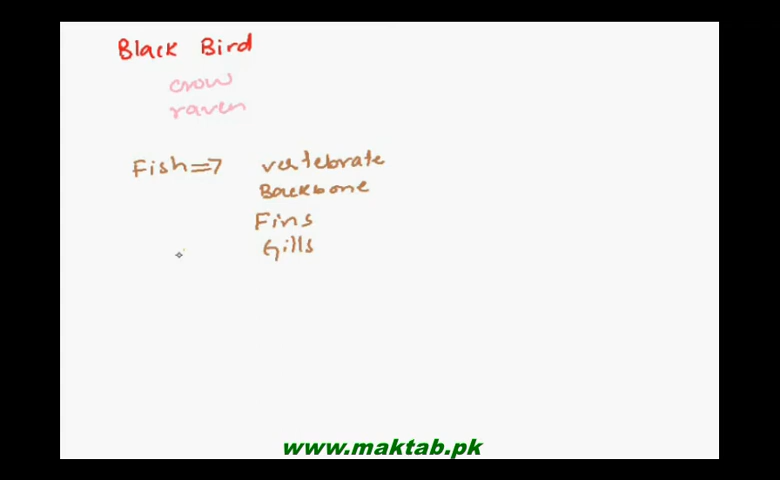 Black Bird
crow
raven
Fish => vertebrate
Backbone
Fins
Gills
www.maktab.pk